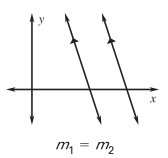 y
x
m₁ = m₂